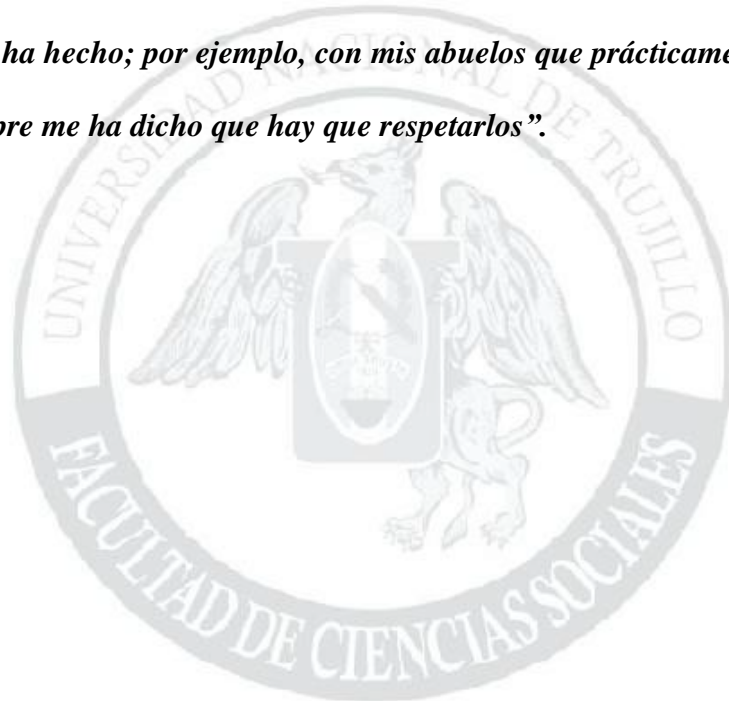 ha hecho; por ejemplo, con mis abuelos que prácticame
pre me ha dicho que hay que respetarlos”.
UNIVERSIDAD NACIONAL DE TRUJILLO
FACULTAD DE CIENCIAS SOCIALES